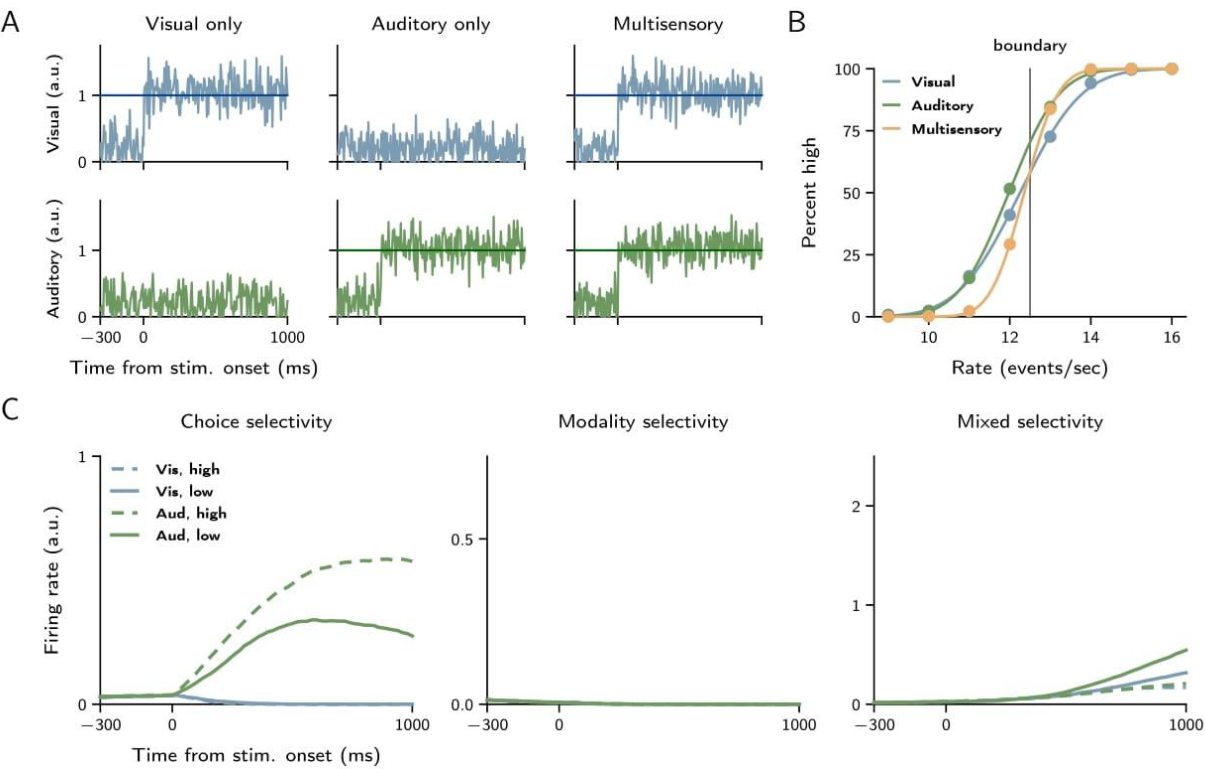 A
Visual only
Auditory only
Multisensory
Visual (a.u.)
1
0
Auditory (a.u.)
1
0
−300 0 1000
Time from stim. onset (ms)
B
boundary
Percent high
100
75
50
25
0
Visual
Auditory
Multisensory
10 12 14 16
Rate (events/sec)
C
Choice selectivity
Modality selectivity
Mixed selectivity
Firing rate (a.u.)
1
0
Vis, high
Vis, low
Aud, high
Aud, low
−300 0 1000
Time from stim. onset (ms)
0.5
0.0
−300 0 1000
2
1
0
−300 0 1000